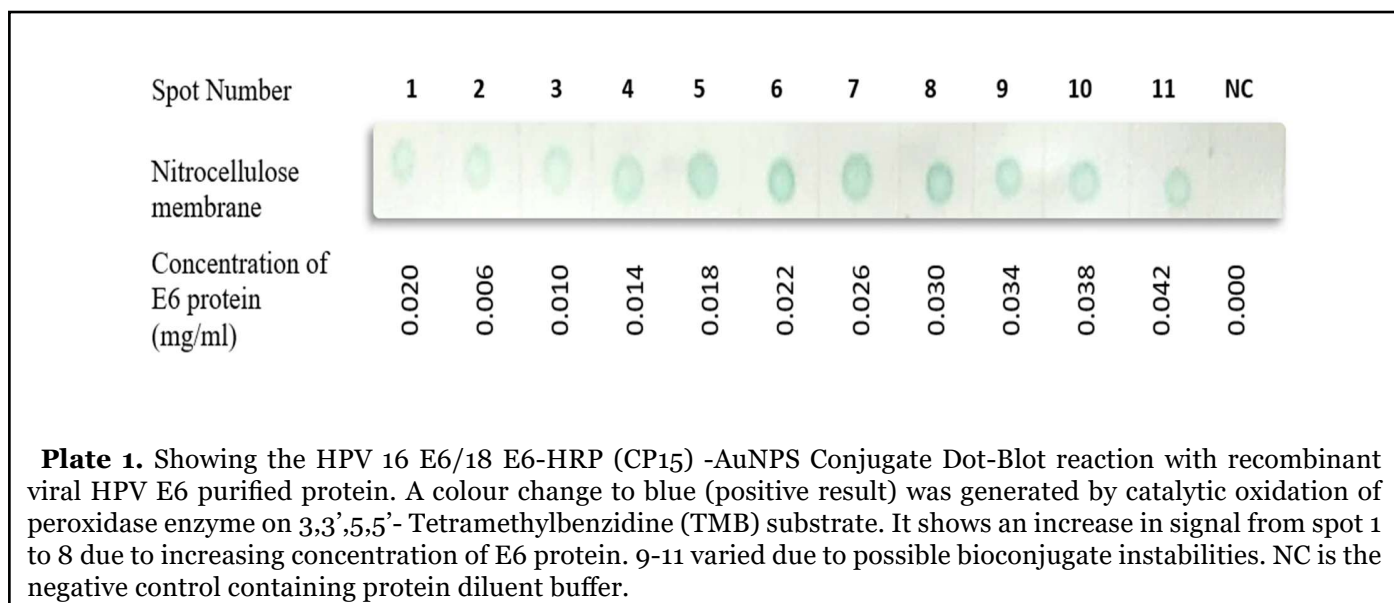 Spot Number 1 2 3 4 5 6 7 8 9 10 11 NC
Nitrocellulose
membrane
Concentration of
E6 protein
(mg/ml)
0.020 0.006 0.010 0.014 0.018 0.022 0.026 0.030 0.034 0.038 0.042 0.000
Plate 1. Showing the HPV 16 E6/18 E6-HRP (CP15) -AuNPS Conjugate Dot-Blot reaction with recombinant
viral HPV E6 purified protein. A colour change to blue (positive result) was generated by catalytic oxidation of
peroxidase enzyme on 3,3’,5,5’- Tetramethylbenzidine (TMB) substrate. It shows an increase in signal from spot 1
to 8 due to increasing concentration of E6 protein. 9-11 varied due to possible bioconjugate instabilities. NC is the
negative control containing protein diluent buffer.